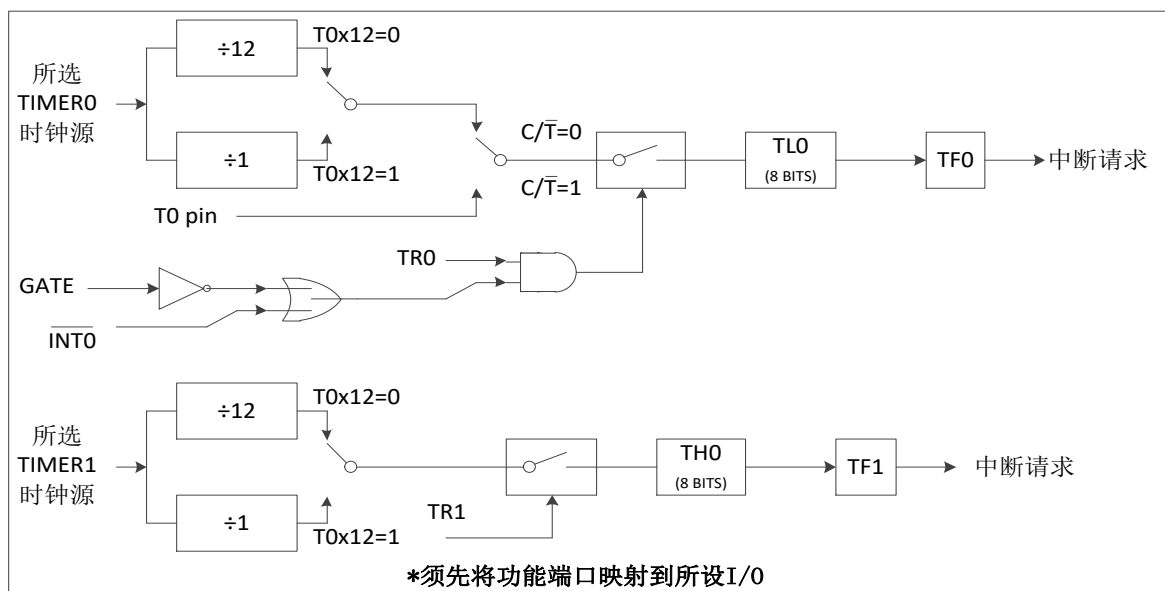 所选
TIMER0
时钟源
÷12
÷1
T0x12=0
T0x12=1
T0 pin
C/T̅=0
C/T̅=1
TL0
(8 BITS)
TF0
中断请求
TR0
GATE
I̅N̅T̅0̅
所选
TIMER1
时钟源
÷12
÷1
T0x12=0
T0x12=1
TR1
TH0
(8 BITS)
TF1
中断请求
*须先将功能端口映射到所设I/O